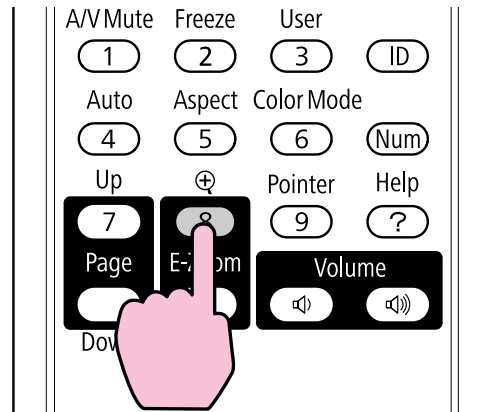 A/V Mute Freeze User
1 2 3 ID
Auto Aspect Color Mode
4 5 6 Num
Up Pointer Help
7 8 9 ?
Page Volume